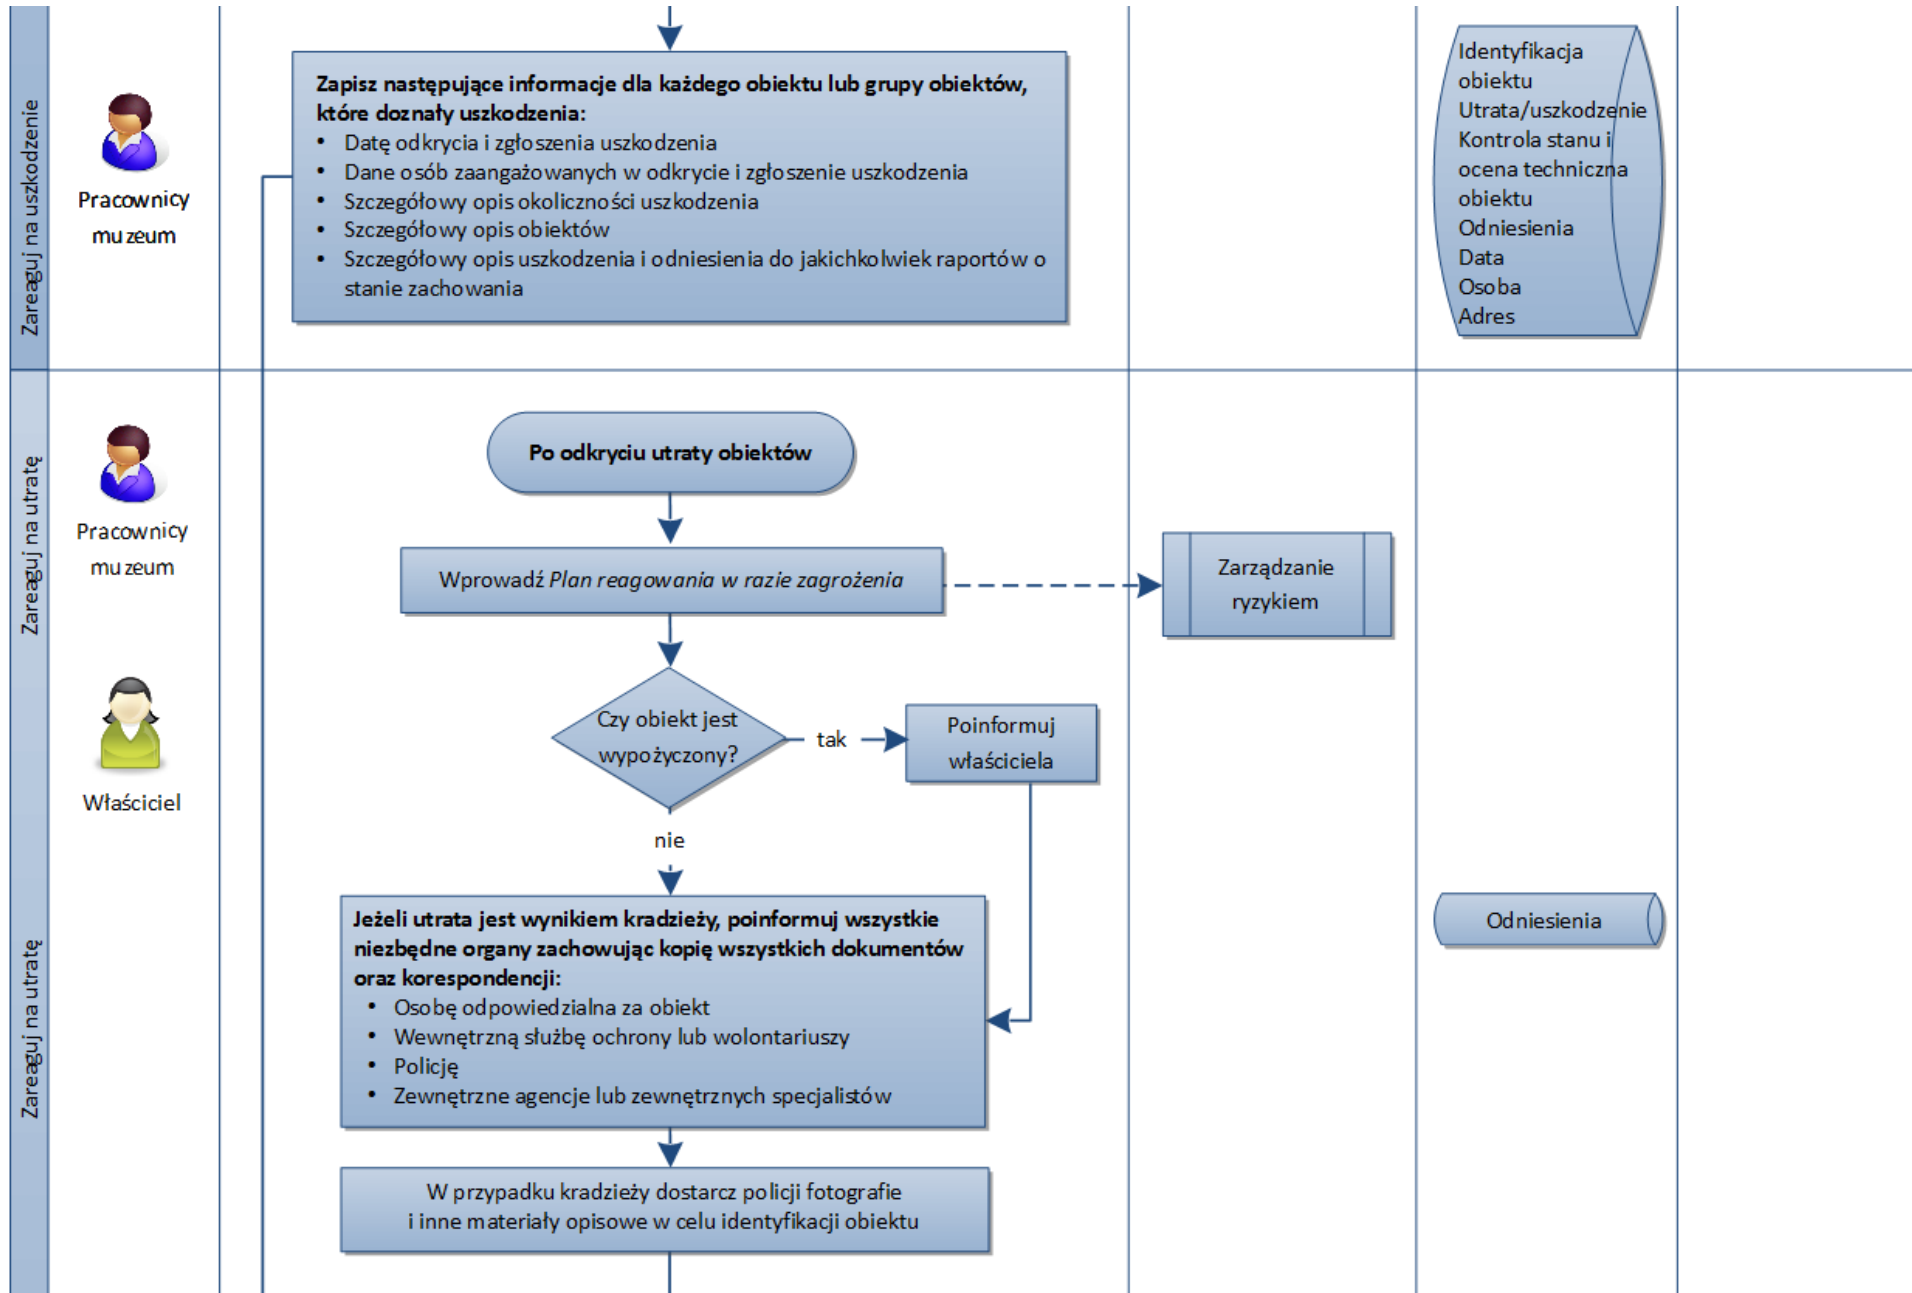 Zareaguj na uszkodzenie
Pracownicy
muzeum
Zapisz następujące informacje dla każdego obiektu lub grupy obiektów,
które doznały uszkodzenia:
• Datę odkrycia i zgłoszenia uszkodzenia
• Dane osób zaangażowanych w odkrycie i zgłoszenie uszkodzenia
• Szczegółowy opis okoliczności uszkodzenia
• Szczegółowy opis obiektów
• Szczegółowy opis uszkodzenia i odniesienia do jakichkolwiek raportów o
stanie zachowania
Identyfikacja
obiektu
Utrata/uszkodzenie
Kontrola stanu i
ocena techniczna
obiektu
Odniesienia
Data
Osoba
Adres
Zareaguj na utratę
Pracownicy
muzeum
Po odkryciu utraty obiektów
Wprowadź Plan reagowania w razie zagrożenia
Zarządzanie
ryzykiem
Właściciel
Czy obiekt jest
wypożyczony?
tak
Poinformuj
właściciela
nie
Zareaguj na utratę
Jeżeli utrata jest wynikiem kradzieży, poinformuj wszystkie
niezbędne organy zachowując kopię wszystkich dokumentów
oraz korespondencji:
• Osobę odpowiedzialna za obiekt
• Wewnętrzną służbę ochrony lub wolontariuszy
• Policję
• Zewnętrzne agencje lub zewnętrznych specjalistów
Odniesienia
W przypadku kradzieży dostarcz policji fotografie
i inne materiały opisowe w celu identyfikacji obiektu